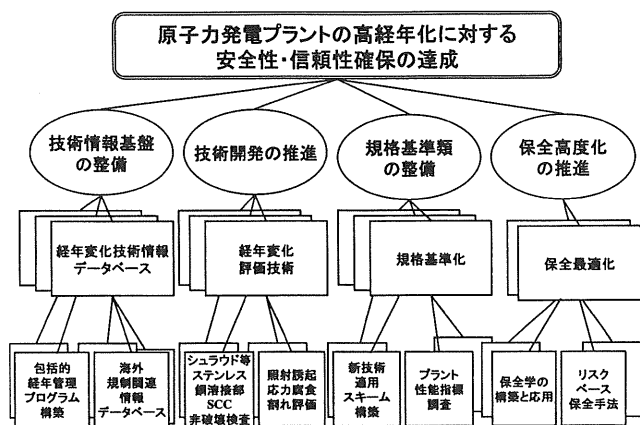 原子力発電プラントの高経年化に対する
安全性・信頼性確保の達成
技術情報基盤
の整備
技術開発の推進
規格基準類
の整備
保全高度化
の推進
経年変化技術情報
データベース
経年変化
評価技術
規格基準化
保全最適化
包括的
経年管理
プログラム
構築
海外
規制関連
情報
データベース
シュラウド等
ステンレス
鋼溶接部
SCC
非破壊検査
照射誘起
応力腐食
割れ評価
新技術
適用
スキーム
構築
プラント
性能指標
調査
保全学の
構築と応用
リスク
ベース
保全手法